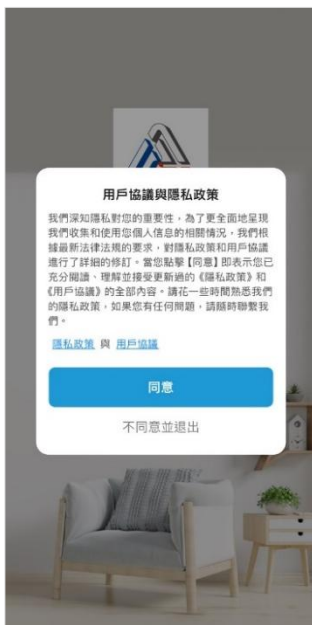 用戶協議與隱私政策
我們深知隱私對您的重要性，為了更全面地呈現
我們收集和使用您個人信息的相關情況，我們根
據最新法律法規的要求，對隱私政策和用戶協議
進行了詳細的修訂。當您點擊【同意】即表示您已
充分閱讀、理解並接受更新過的《隱私政策》和
《用戶協議》的全部內容。請花一些時間熟悉我們
的隱私政策，如果您有任何問題，請隨時聯繫我
們。
隱私政策 與 用戶協議
同意
不同意並退出